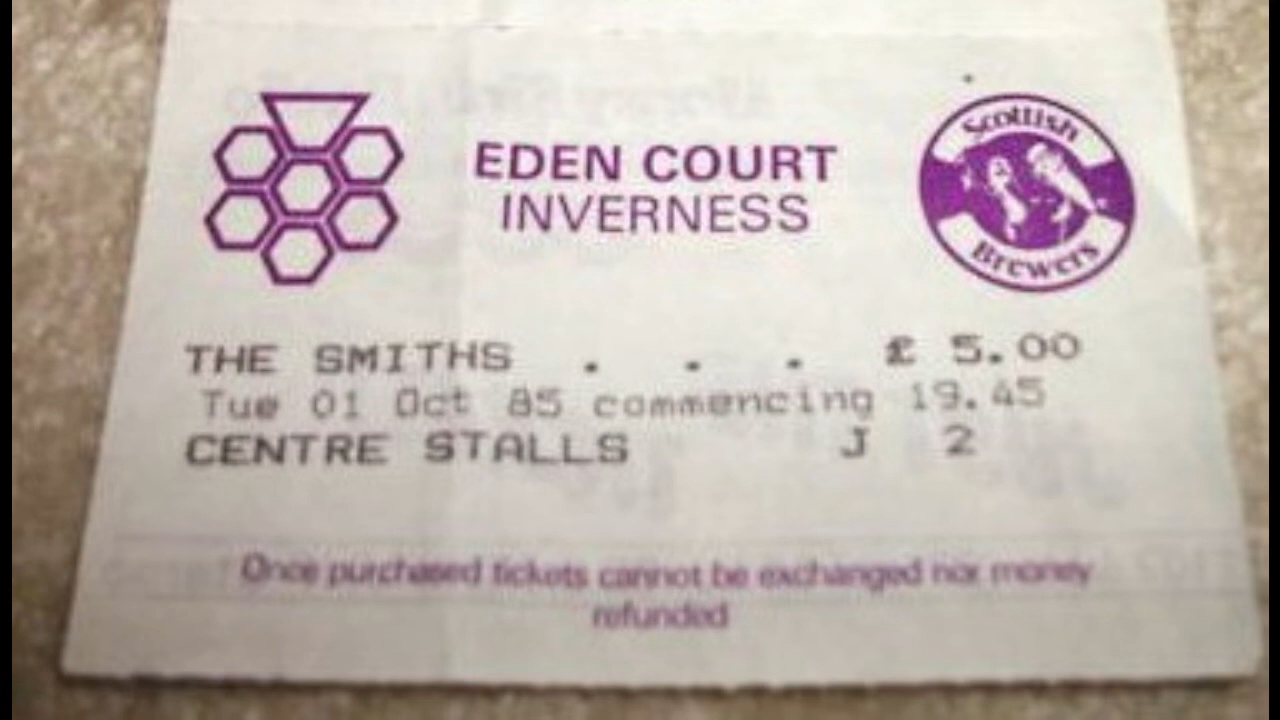 EDEN COURT
INVERNESS
Scottish
Brewers
THE SMITHS . . . £ 5.00
Tue 01 Oct 85 commencing 19.45
CENTRE STALLS J 2
Once purchased tickets cannot be exchanged nor money
refunded